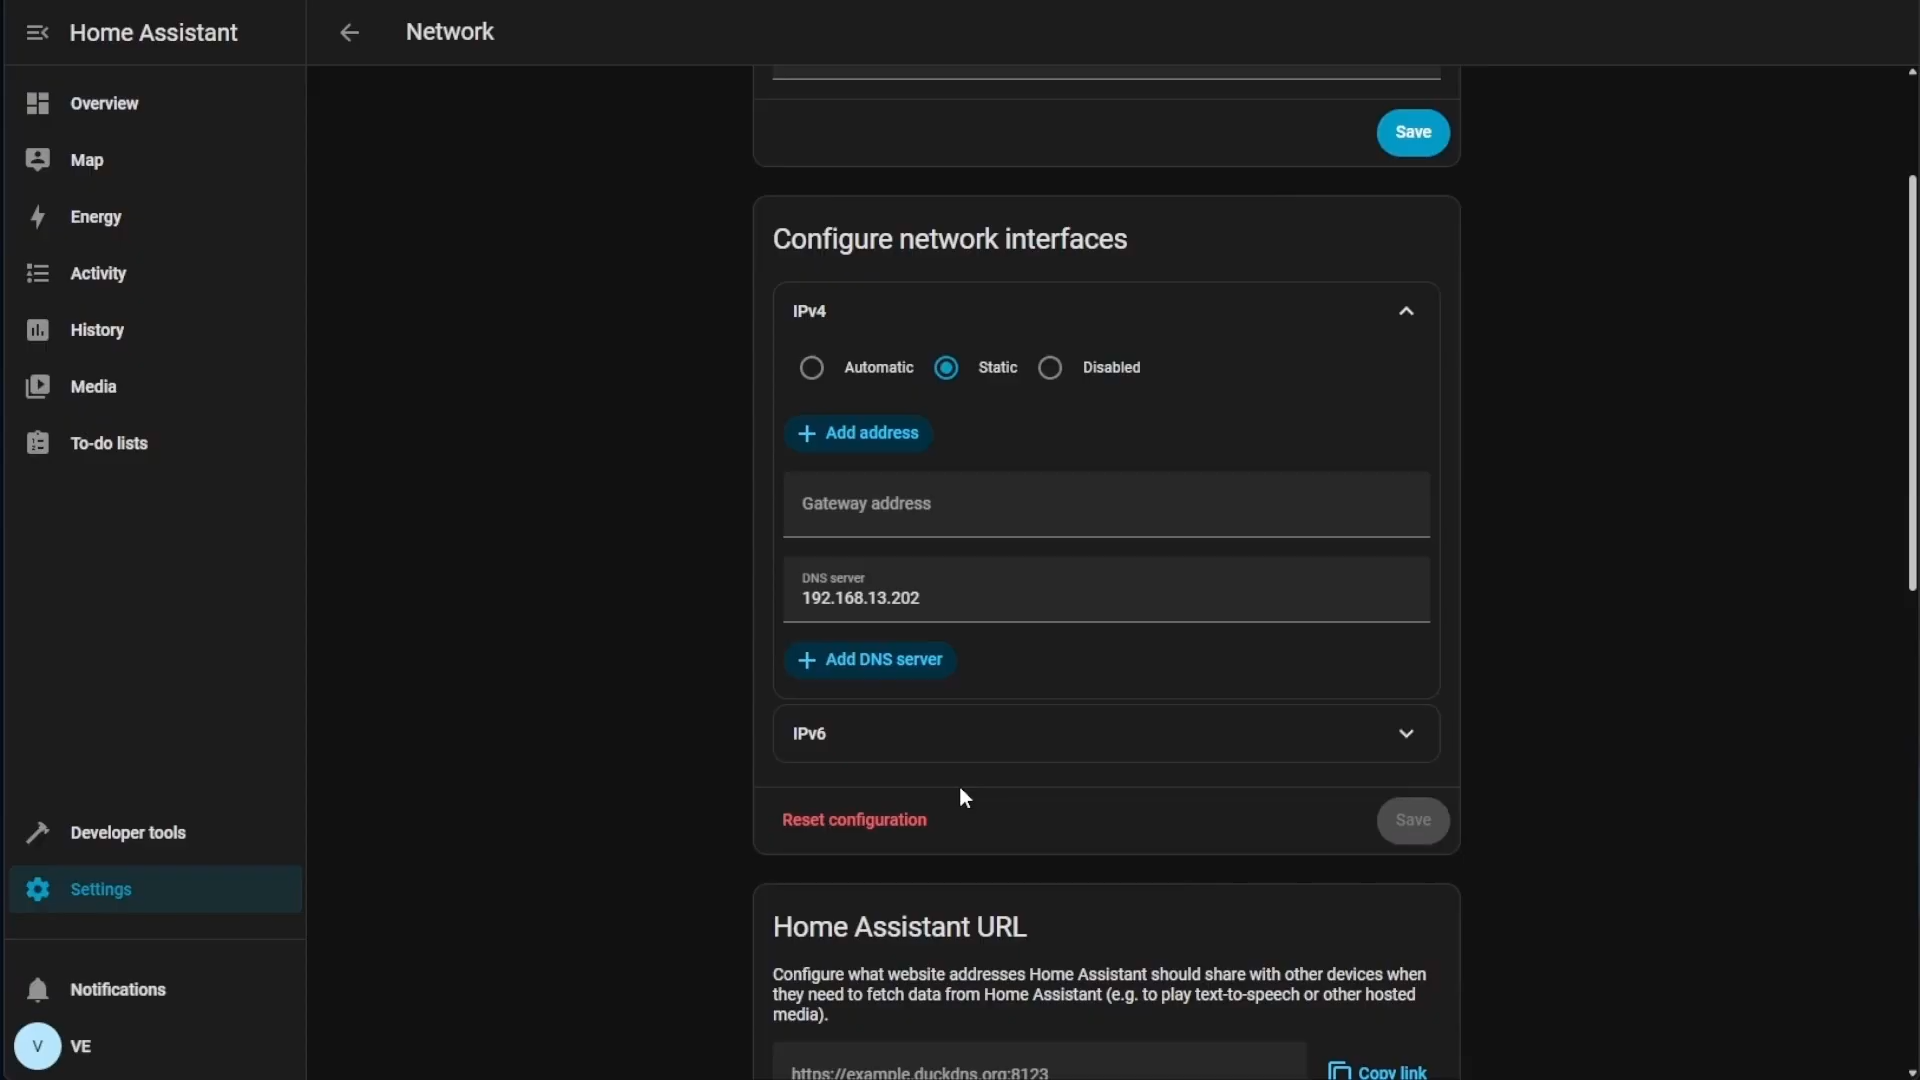 Home Assistant
Network
Overview
Map
Energy
Activity
History
Media
To-do lists
Developer tools
Settings
Notifications
V
VE
Save
Configure network interfaces
IPv4
Automatic
Static
Disabled
Add address
Gateway address
DNS server
192.168.13.202
Add DNS server
IPv6
Reset configuration
Save
Home Assistant URL
Configure what website addresses Home Assistant should share with other devices when
they need to fetch data from Home Assistant (e.g. to play text-to-speech or other hosted
media).
https://example.duckdns.org:8123
Copy link